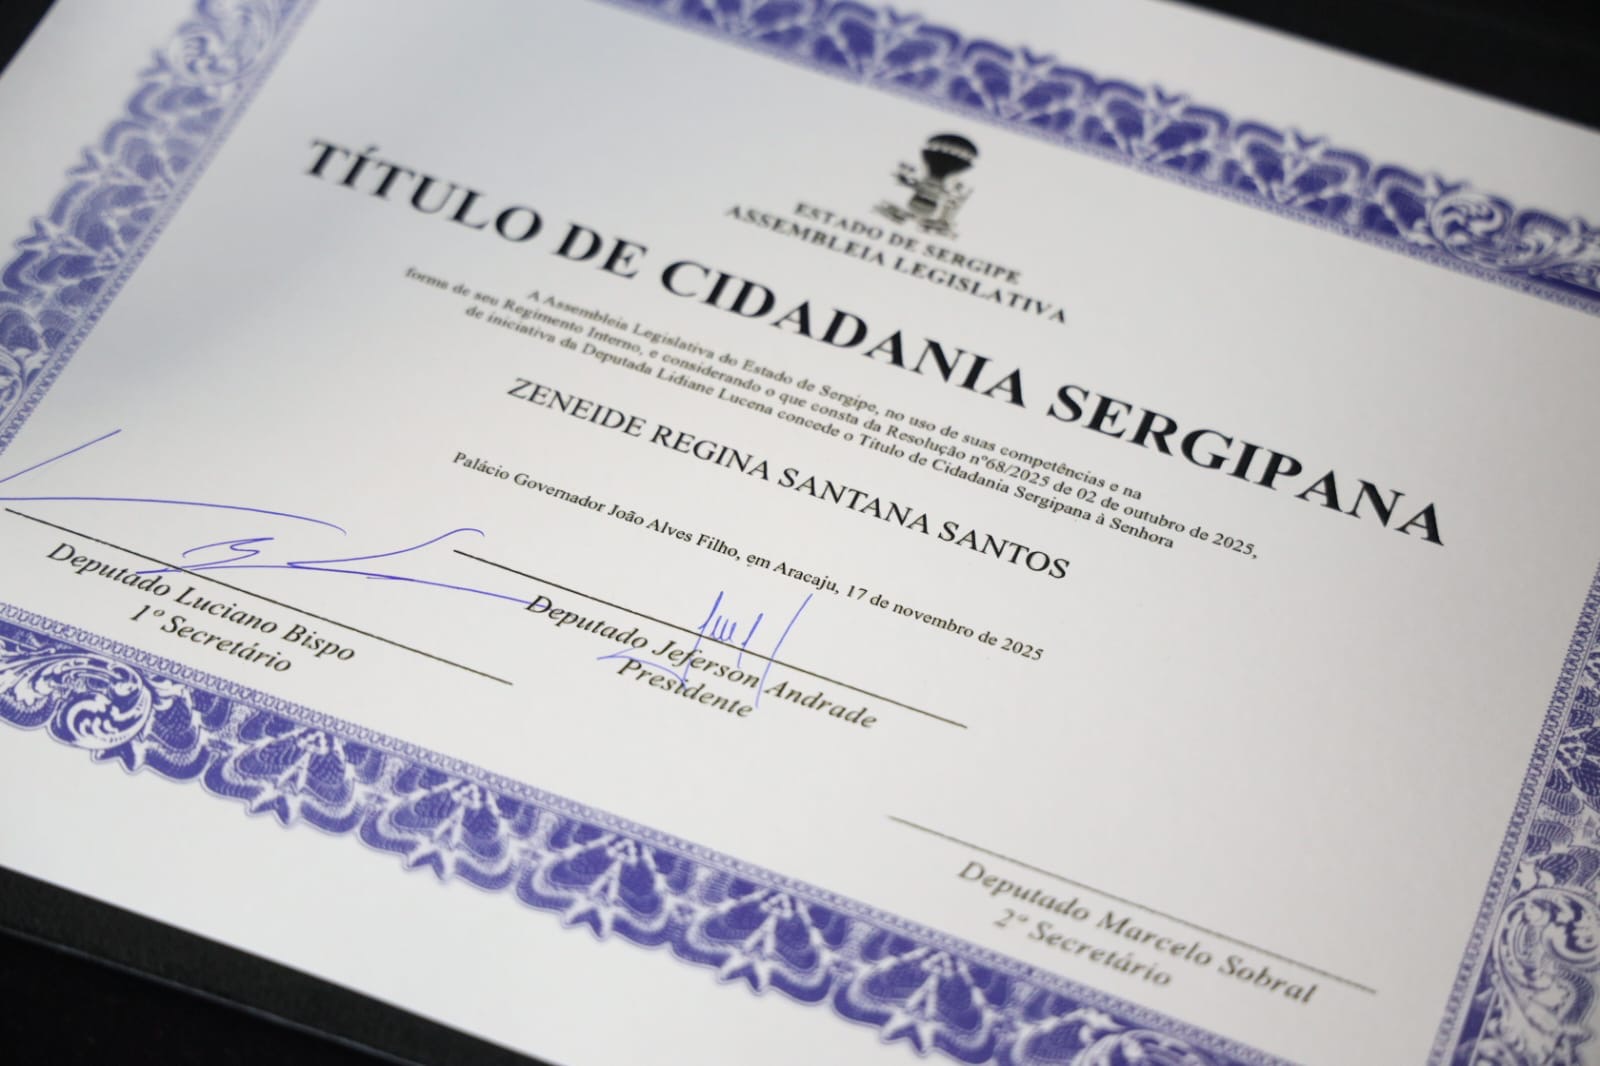 ESTADO DE SERGIPE
ASSEMBLEIA LEGISLATIVA
TÍTULO DE CIDADANIA SERGIPANA
A Assembleia Legislativa do Estado de Sergipe, no uso de suas competências e na
forma de seu Regimento Interno, e considerando o que consta da Resolução nº68/2025 de 02 de outubro de 2025,
de iniciativa da Deputada Lidiane Lucena concede o Título de Cidadania Sergipana à Senhora
ZENEIDE REGINA SANTANA SANTOS
Palácio Governador João Alves Filho, em Aracaju, 17 de novembro de 2025
Deputado Luciano Bispo
1º Secretário
Deputado Jeferson Andrade
Presidente
Deputado Marcelo Sobral
2º Secretário